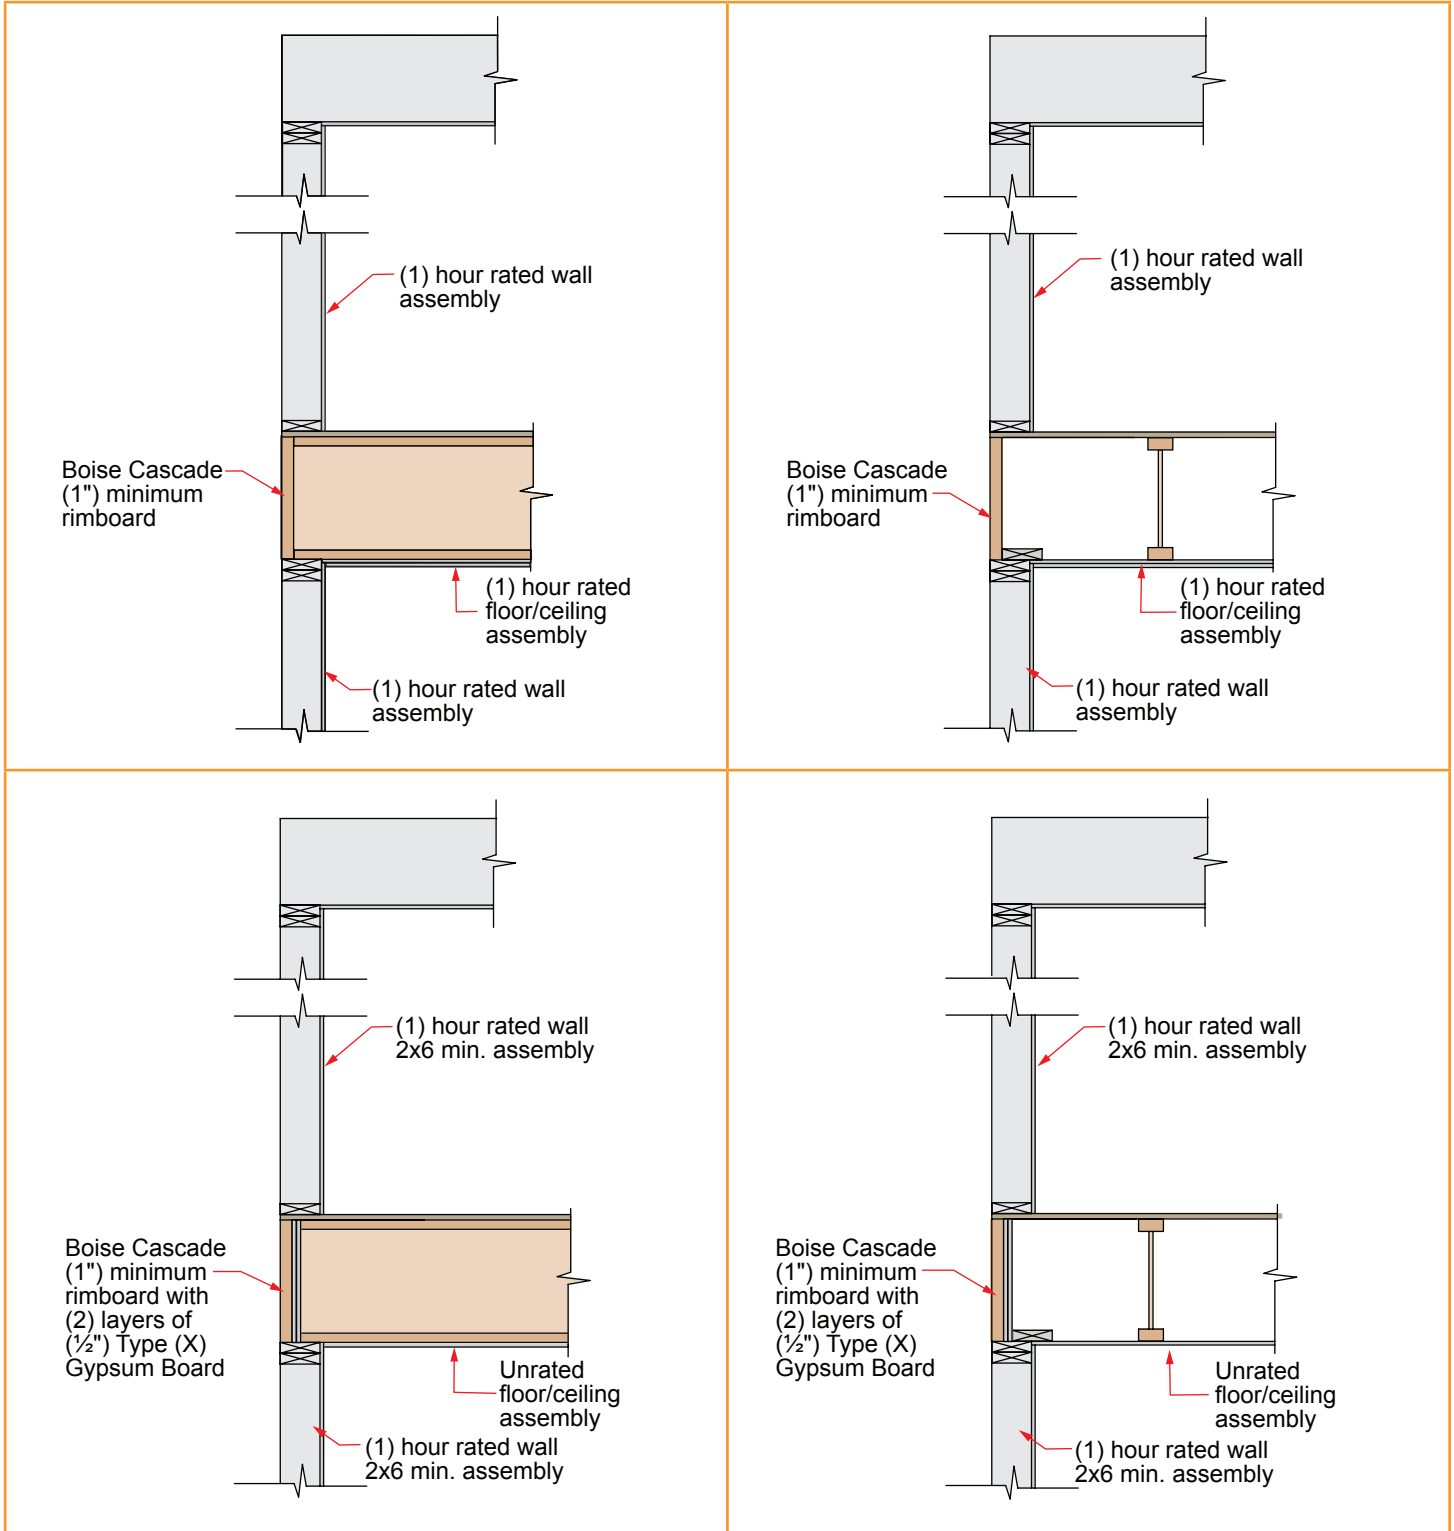 (1) hour rated wall
assembly
Boise Cascade
(1") minimum
rimboard
(1) hour rated
floor/ceiling
assembly
(1) hour rated wall
assembly
(1) hour rated wall
assembly
Boise Cascade
(1") minimum
rimboard
(1) hour rated
floor/ceiling
assembly
(1) hour rated wall
assembly
(1) hour rated wall
2x6 min. assembly
Boise Cascade
(1") minimum
rimboard with
(2) layers of
(½") Type (X)
Gypsum Board
Unrated
floor/ceiling
assembly
(1) hour rated wall
2x6 min. assembly
(1) hour rated wall
2x6 min. assembly
Boise Cascade
(1") minimum
rimboard with
(2) layers of
(½") Type (X)
Gypsum Board
Unrated
floor/ceiling
assembly
(1) hour rated wall
2x6 min. assembly